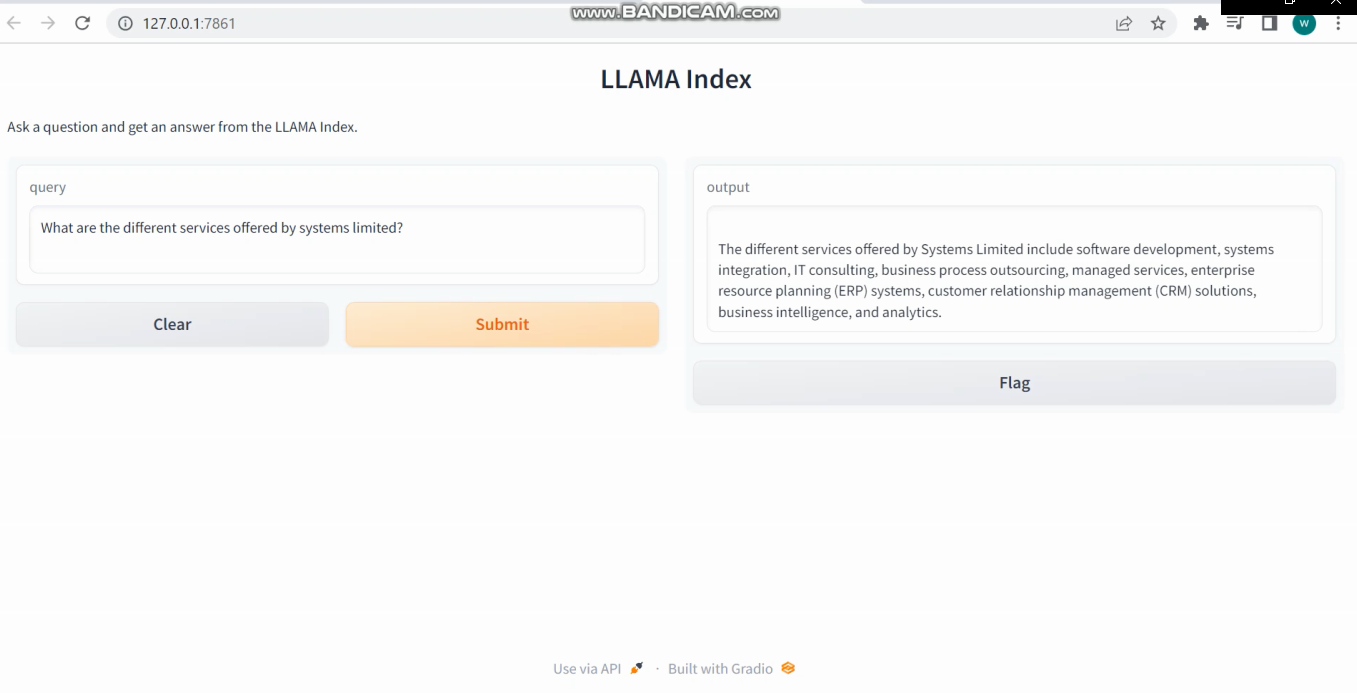 www.BANDICAM.com
127.0.0.1:7861
W
LLAMA Index
Ask a question and get an answer from the LLAMA Index.
query
What are the different services offered by systems limited?
Clear
Submit
output
The different services offered by Systems Limited include software development, systems
integration, IT consulting, business process outsourcing, managed services, enterprise
resource planning (ERP) systems, customer relationship management (CRM) solutions,
business intelligence, and analytics.
Flag
Use via API · Built with Gradio